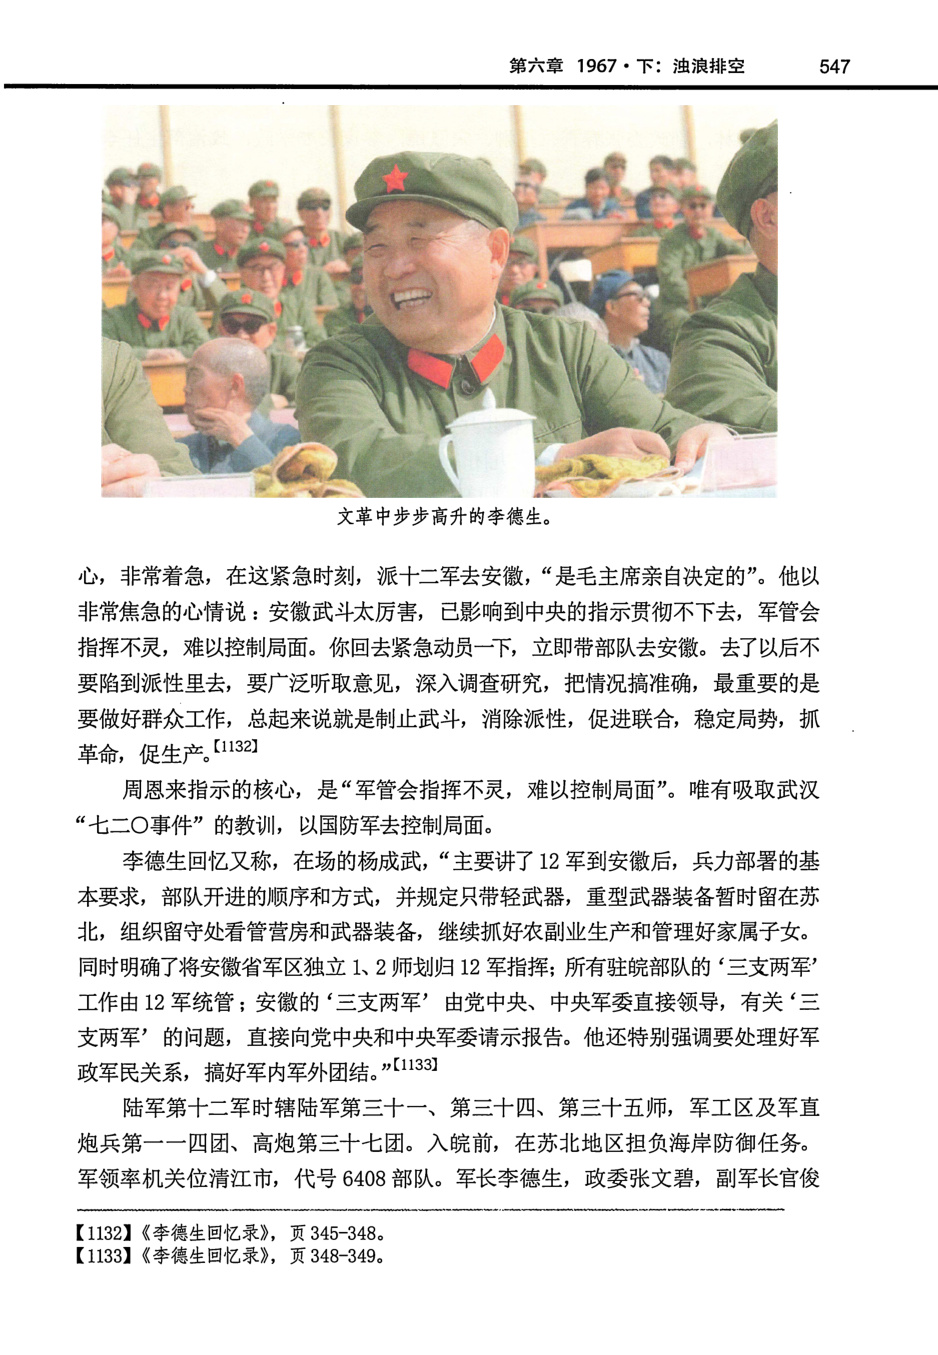 第六章 1967·下：浊浪排空 547
文革中步步高升的李德生。
心，非常着急，在这紧急时刻，派十二军去安徽，“是毛主席亲自决定的”。他以
非常焦急的心情说：安徽武斗太厉害，已影响到中央的指示贯彻不下去，军管会
指挥不灵，难以控制局面。你回去紧急动员一下，立即带部队去安徽。去了以后不
要陷到派性里去，要广泛听取意见，深入调查研究，把情况搞准确，最重要的是
要做好群众工作，总起来说就是制止武斗，消除派性，促进联合，稳定局势，抓
革命，促生产。【1132】
周恩来指示的核心，是“军管会指挥不灵，难以控制局面”。唯有吸取武汉
“七二〇事件”的教训，以国防军去控制局面。
李德生回忆又称，在场的杨成武，“主要讲了12军到安徽后，兵力部署的基
本要求，部队开进的顺序和方式，并规定只带轻武器，重型武器装备暂时留在苏
北，组织留守处看管营房和武器装备，继续抓好农副业生产和管理好家属子女。
同时明确了将安徽省军区独立1、2师划归12军指挥；所有驻皖部队的‘三支两军’
工作由12军统管；安徽的‘三支两军’由党中央、中央军委直接领导，有关‘三
支两军’的问题，直接向党中央和中央军委请示报告。他还特别强调要处理好军
政军民关系，搞好军内军外团结。”【1133】
陆军第十二军时辖陆军第三十一、第三十四、第三十五师，军工区及军直
炮兵第一一四团、高炮第三十七团。入皖前，在苏北地区担负海岸防御任务。
军领率机关位清江市，代号6408部队。军长李德生，政委张文碧，副军长官俊
【1132】《李德生回忆录》，页345-348。
【1133】《李德生回忆录》，页348-349。